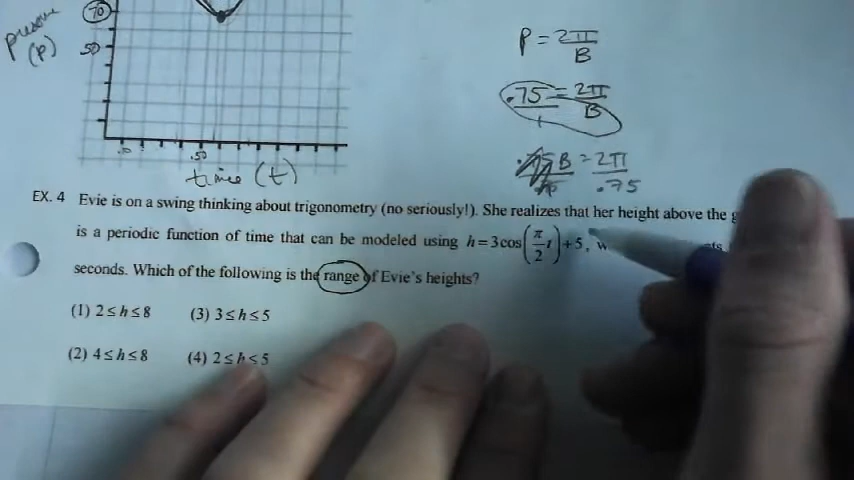 70
pressure
(P)
50
.50
time (t)
P = 2π/B
.75 = 2π/B
.75B/.75 = 2π/.75
EX. 4 Evie is on a swing thinking about trigonometry (no seriously!). She realizes that her height above the
is a periodic function of time that can be modeled using h = 3cos(π/2 t) + 5,
seconds. Which of the following is the range of Evie's heights?
(1) 2 ≤ h ≤ 8 (3) 3 ≤ h ≤ 5
(2) 4 ≤ h ≤ 8 (4) 2 ≤ h ≤ 5